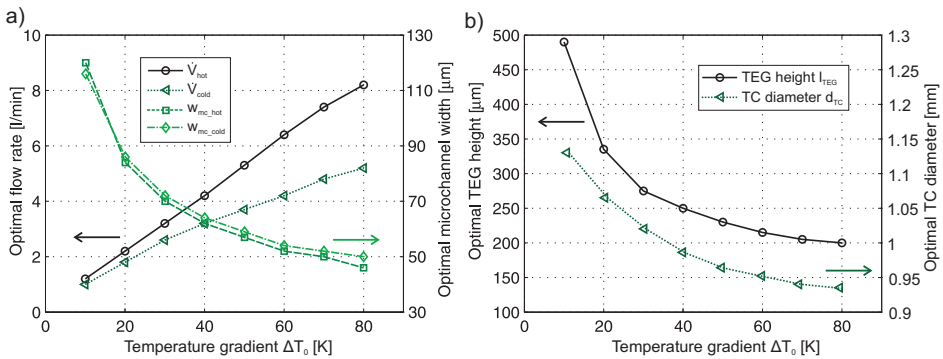 a)
Optimal flow rate [l/min]
10
8
6
4
2
0
V̇hot
V̇cold
wmc_hot
wmc_cold
130
110
90
70
50
30
Optimal microchannel width [µm]
0 20 40 60 80 100
Temperature gradient ΔT0 [K]
b)
Optimal TEG height [µm]
500
450
400
350
300
250
200
150
100
TEG height lTEG
TC diameter dTC
1.3
1.25
1.2
1.15
1.1
1.05
1
0.95
0.9
Optimal TC diameter [mm]
0 20 40 60 80 100
Temperature gradient ΔT0 [K]